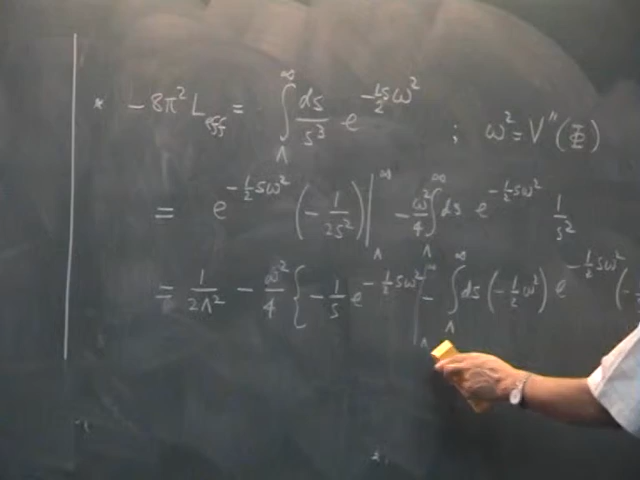 * - 8π² L = ∫_Λ^∞ ds/s³ e^{-½sω²} ; ω² = V''(Φ)
= e^{-½sω²} (-1/2s²)|_Λ^∞ - ω²/4 ∫_Λ^∞ ds e^{-½sω²} 1/s²
= 1/2Λ² - ω²/4 { -1/s e^{-½sω²} |_Λ^∞ - ∫_Λ^∞ ds (-½ω²) e^{-½sω²} (-